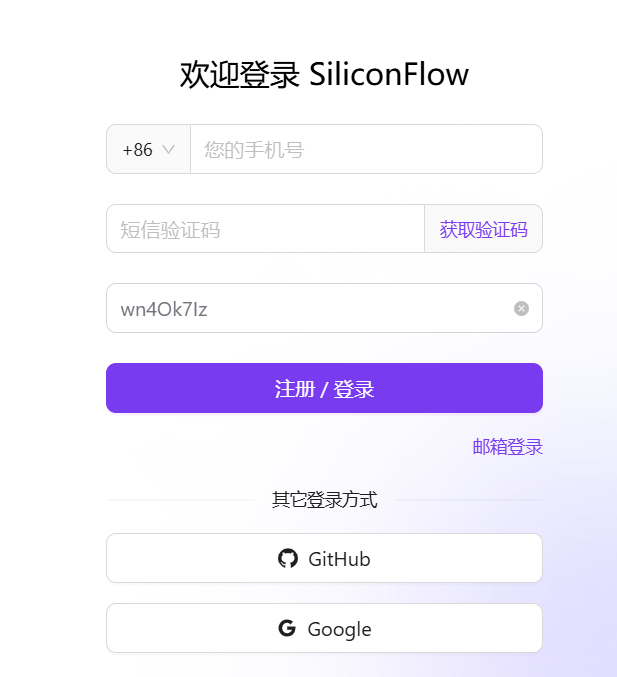 欢迎登录 SiliconFlow
+86 您的手机号
短信验证码 获取验证码
wn4Ok7Iz
注册 / 登录
邮箱登录
其它登录方式
GitHub
Google